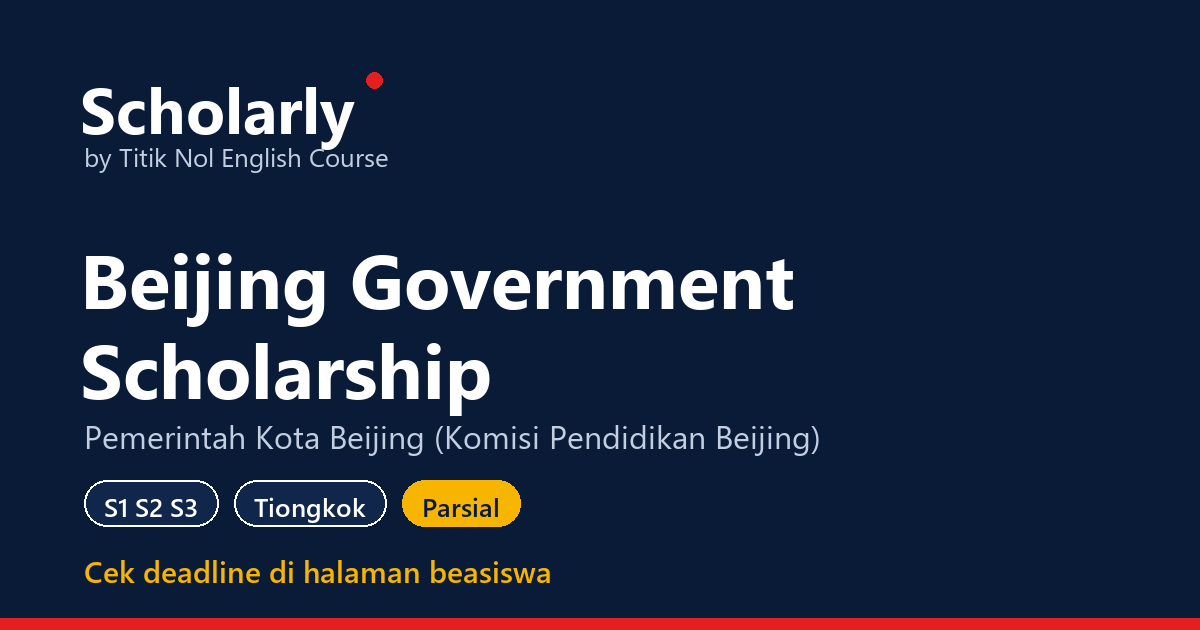 Scholarly
by Titik Nol English Course
Beijing Government
Scholarship
Pemerintah Kota Beijing (Komisi Pendidikan Beijing)
S1 S2 S3
Tiongkok
Parsial
Cek deadline di halaman beasiswa